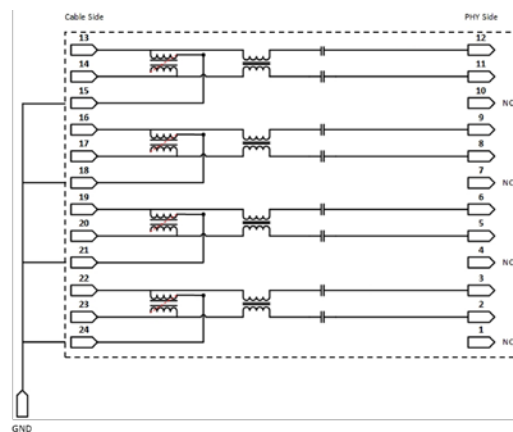 Cable Side PHY Side
13 12
14 11
15 10 NC
16 9
17 8
18 7 NC
19 6
20 5
21 4 NC
22 3
23 2
24 1 NC
GND